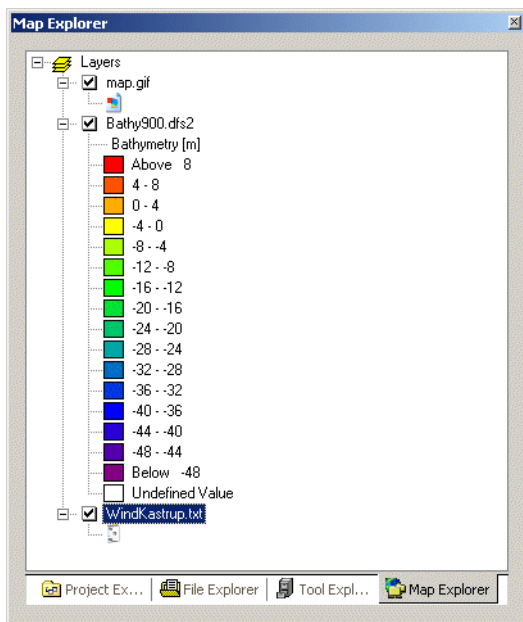 Map Explorer
Layers
map.gif
Bathy900.dfs2
Bathymetry [m]
Above 8
4 - 8
0 - 4
-4 - 0
-8 - -4
-12 - -8
-16 - -12
-20 - -16
-24 - -20
-28 - -24
-32 - -28
-36 - -32
-40 - -36
-44 - -40
-48 - -44
Below -48
Undefined Value
WindKastrup.txt
Project Ex... File Explorer Tool Expl... Map Explorer